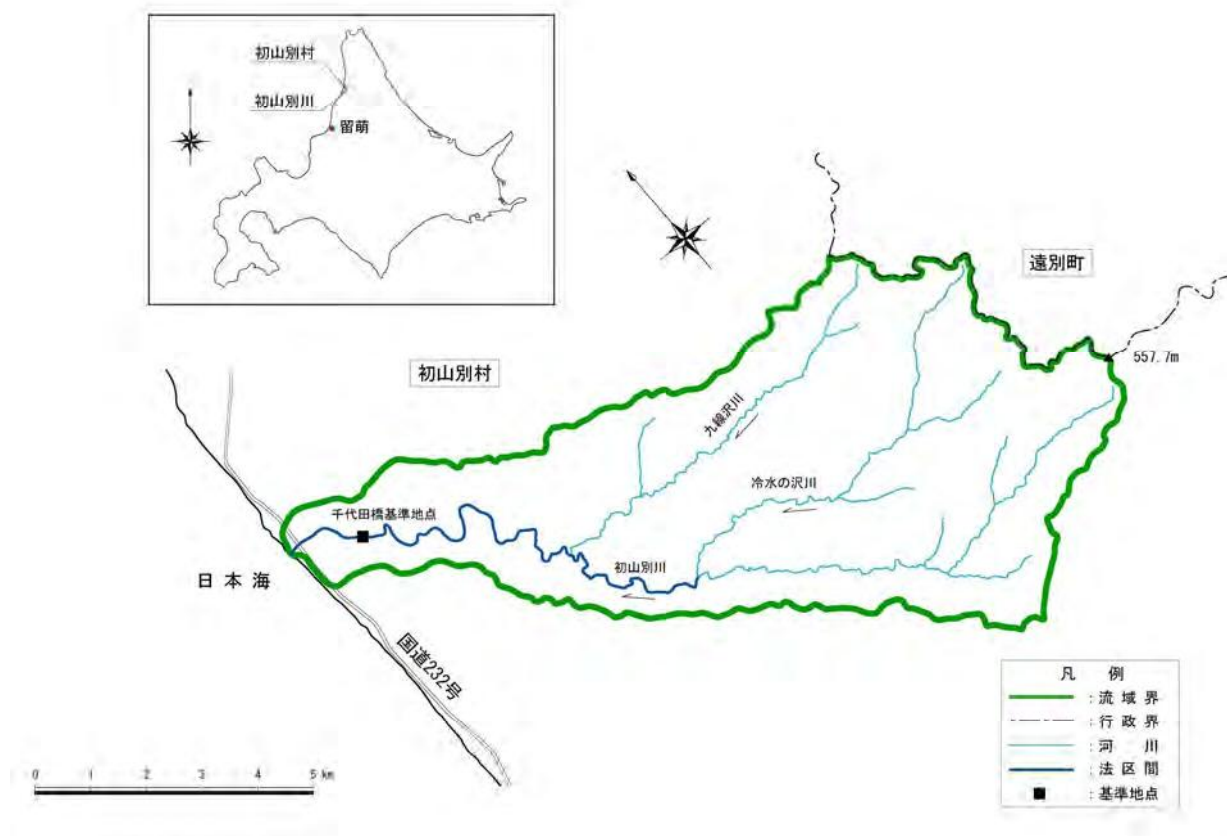 初山別村
初山別川
留萌
遠別町
557.7m
初山別村
九線沢川
冷水の沢川
千代田橋基準地点
初山別川
日本海
国道232号
凡 例
：流域界
：行政界
：河 川
：法区間
：基準地点
0 1 2 3 4 5 km